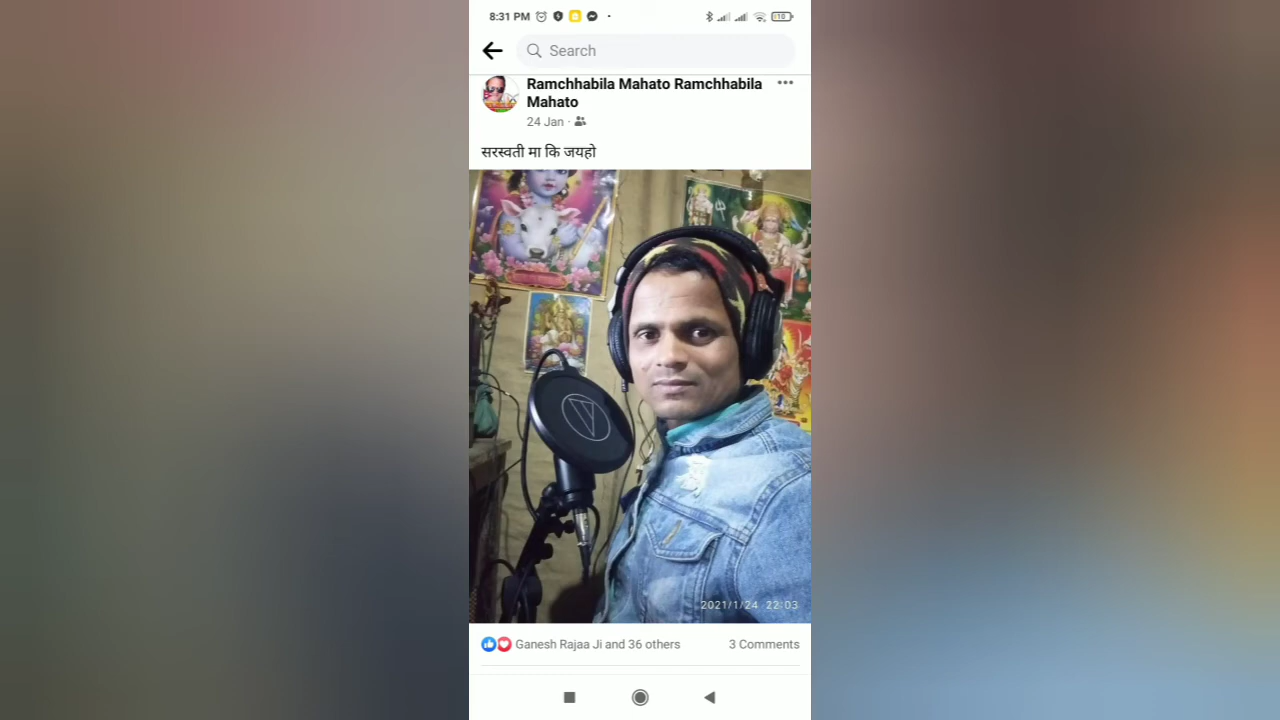 8:31 PM
10
Search
Ramchhabila Mahato Ramchhabila
Mahato
24 Jan ·
सरस्वती मा कि जयहो
2021/1/24 22:03
Ganesh Rajaa Ji and 36 others
3 Comments